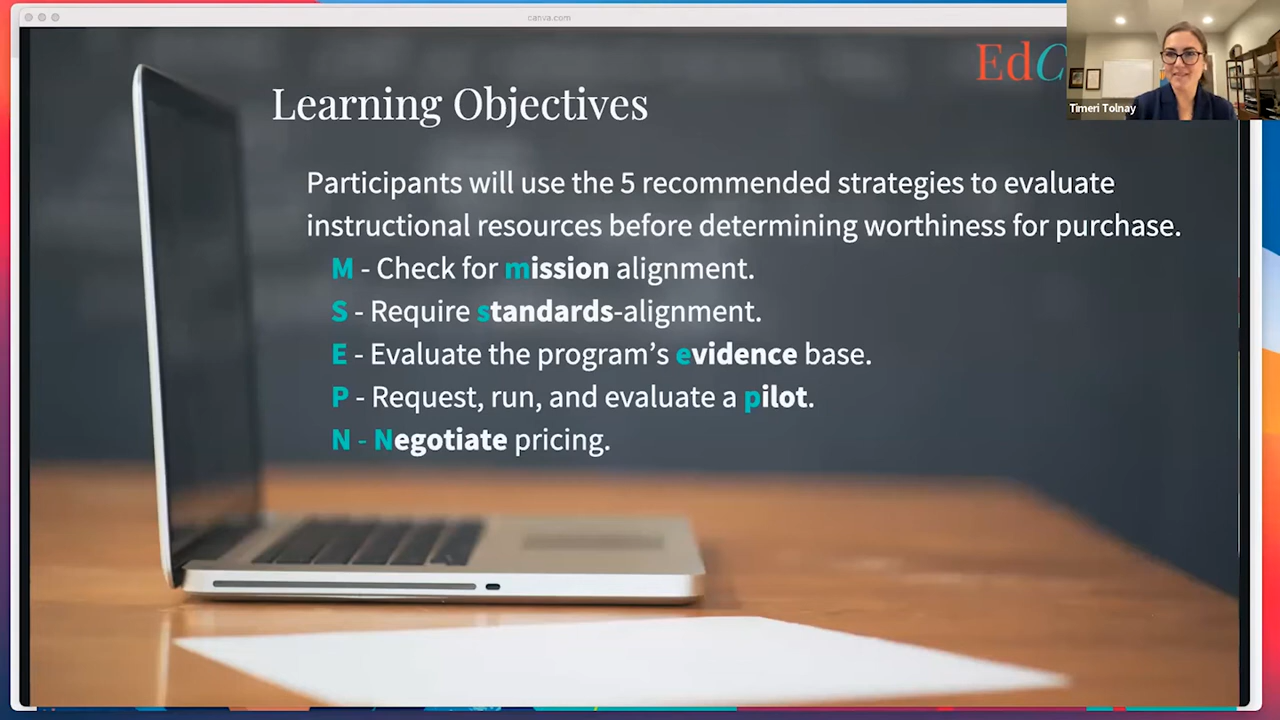 canva.com
EdC
Timeri Tolnay
Learning Objectives
Participants will use the 5 recommended strategies to evaluate
instructional resources before determining worthiness for purchase.
M - Check for mission alignment.
S - Require standards-alignment.
E - Evaluate the program’s evidence base.
P - Request, run, and evaluate a pilot.
N - Negotiate pricing.